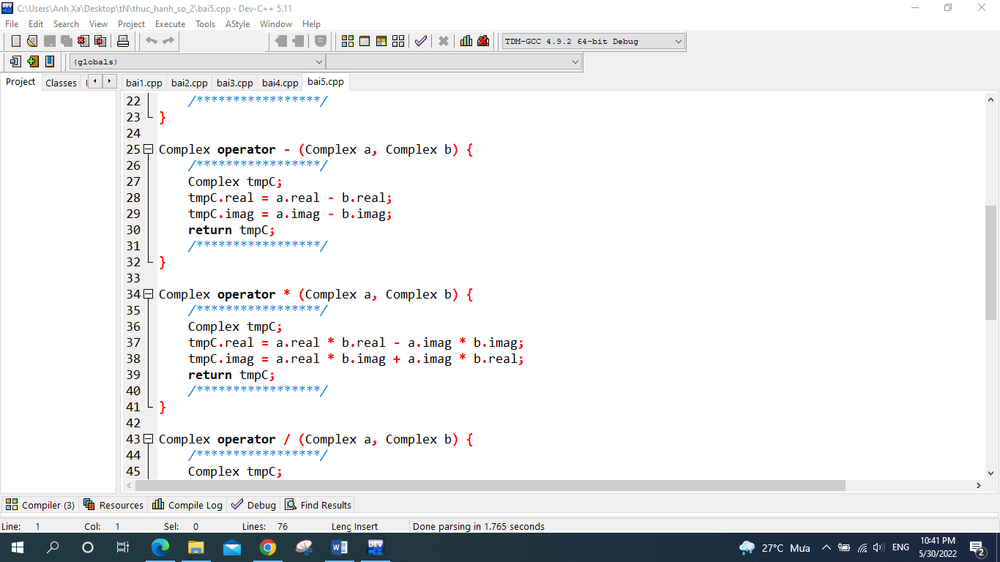 C:\Users\Anh Xa\Desktop\tN\thuc_hanh_so_2\bai5.cpp - Dev-C++ 5.11
File Edit Search View Project Execute Tools AStyle Window Help
TDM-GCC 4.9.2 64-bit Debug
(globals)
Project Classes
bai1.cpp bai2.cpp bai3.cpp bai4.cpp bai5.cpp
22 /*****************/
23 }
24
25 Complex operator - (Complex a, Complex b) {
26 /*****************/
27 Complex tmpC;
28 tmpC.real = a.real - b.real;
29 tmpC.imag = a.imag - b.imag;
30 return tmpC;
31 /*****************/
32 }
33
34 Complex operator * (Complex a, Complex b) {
35 /*****************/
36 Complex tmpC;
37 tmpC.real = a.real * b.real - a.imag * b.imag;
38 tmpC.imag = a.real * b.imag + a.imag * b.real;
39 return tmpC;
40 /*****************/
41 }
42
43 Complex operator / (Complex a, Complex b) {
44 /*****************/
45 Complex tmpC;
Compiler (3) Resources Compile Log Debug Find Results
Line: 1 Col: 1 Sel: 0 Lines: 76 Leng Insert Done parsing in 1.765 seconds
DEV
27°C Mưa ENG 10:41 PM
5/30/2022 2